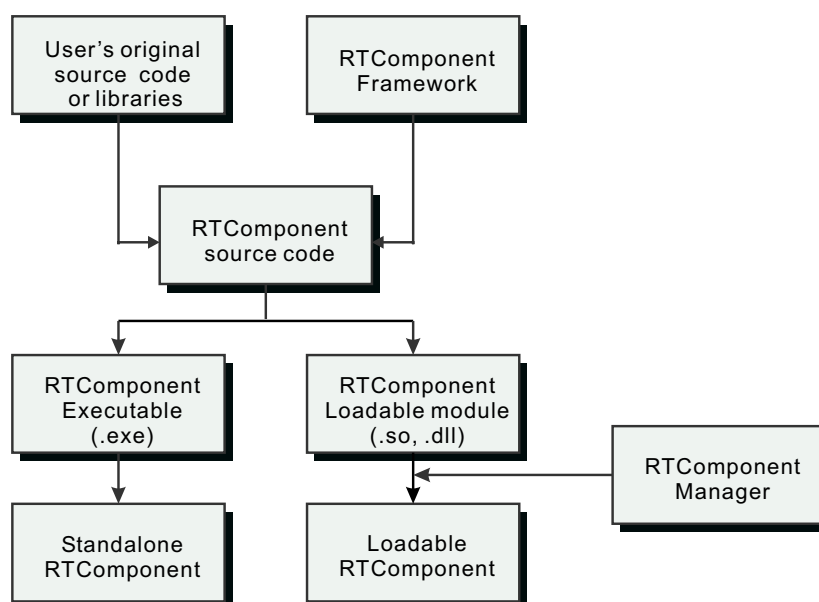 User’s original
source code
or libraries
RTComponent
Framework
RTComponent
source code
RTComponent
Executable
(.exe)
RTComponent
Loadable module
(.so, .dll)
RTComponent
Manager
Standalone
RTComponent
Loadable
RTComponent